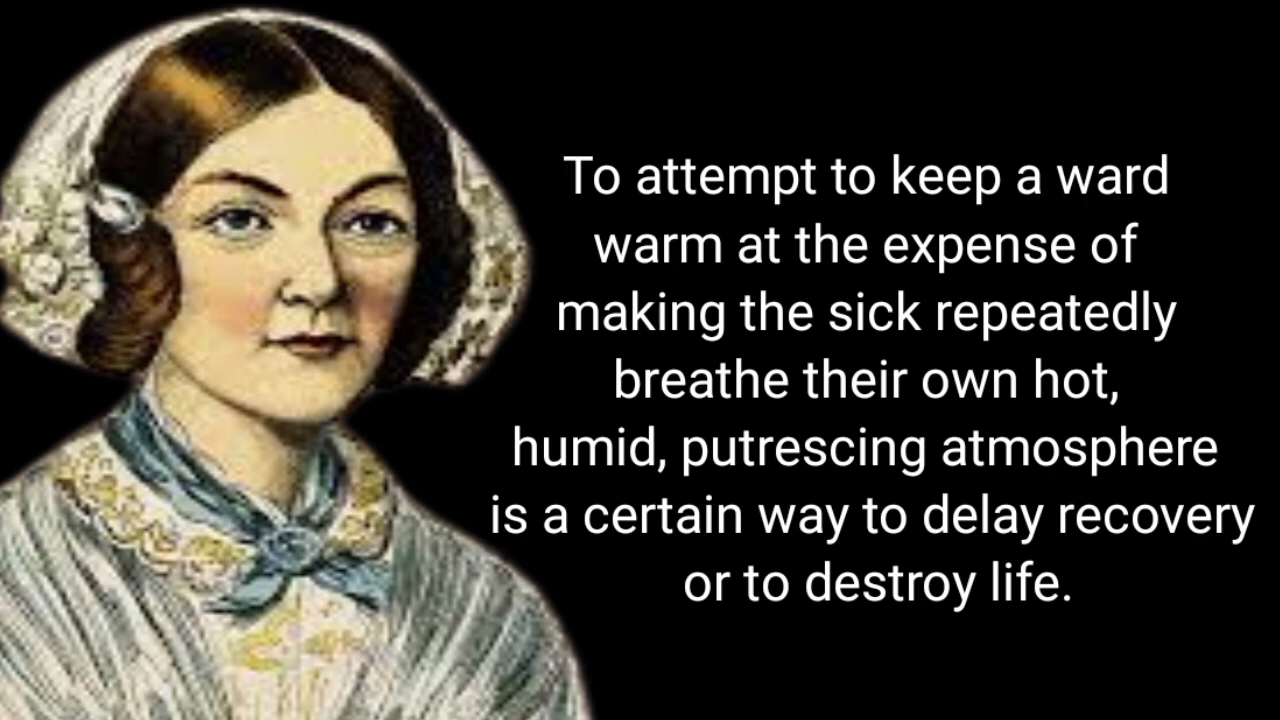 To attempt to keep a ward
warm at the expense of
making the sick repeatedly
breathe their own hot,
humid, putrescing atmosphere
is a certain way to delay recovery
or to destroy life.